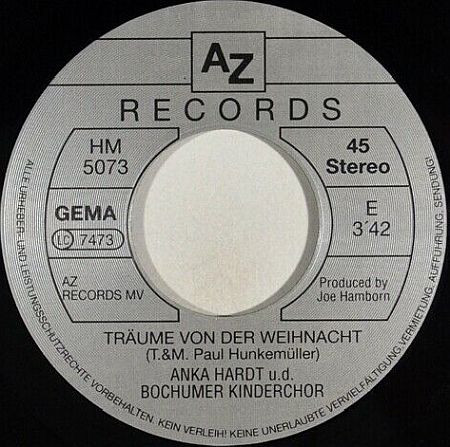 AZ
RECORDS
HM
5073
45
Stereo
GEMA
LC 7473
E
3´42
AZ
RECORDS MV
Produced by
Joe Hamborn
TRÄUME VON DER WEIHNACHT
(T.&M. Paul Hunkemüller)
ANKA HARDT u.d.
BOCHUMER KINDERCHOR
ALLE URHEBER- UND LEISTUNGSSCHUTZRECHTE VORBEHALTEN KEIN VERLEIH! KEINE UNERLAUBTE VERVIELFÄLTIGUNG VERMIETUNG, AUFFÜHRUNG, SENDUNG!